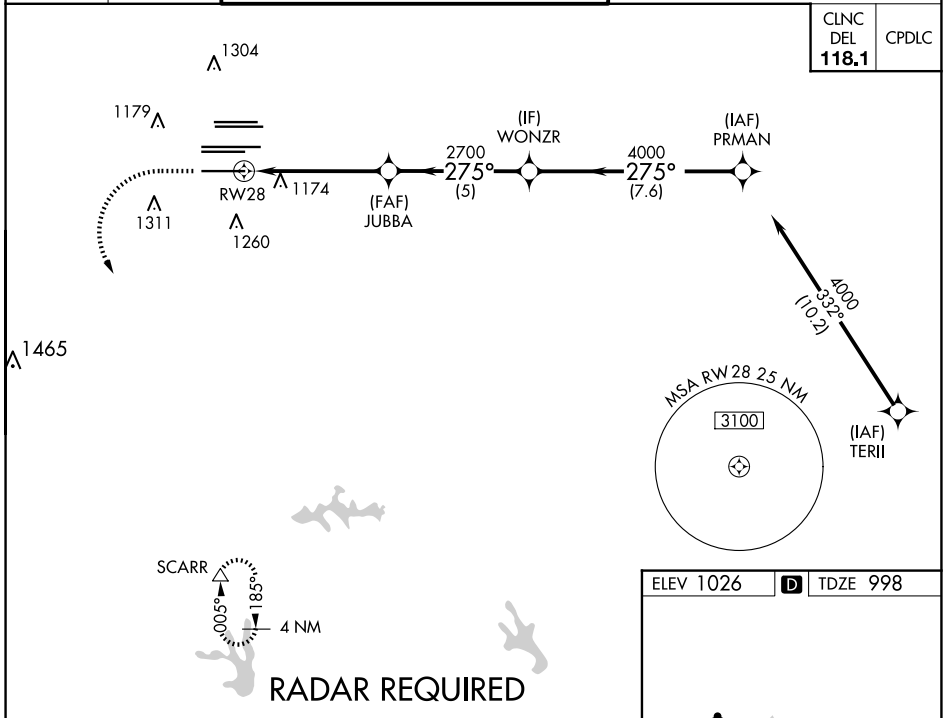 CLNC
DEL
118.1
CPDLC
1304
1179
(IF)
WONZR
(IAF)
PRMAN
2700
275°
(5)
4000
275°
(7.6)
RW28
1174
(FAF)
JUBBA
1311
1260
4000
332°
(10.2)
1465
MSA RW 28 25 NM
3100
(IAF)
TERII
SCARR
005°
185°
4 NM
ELEV 1026
D
TDZE 998
RADAR REQUIRED